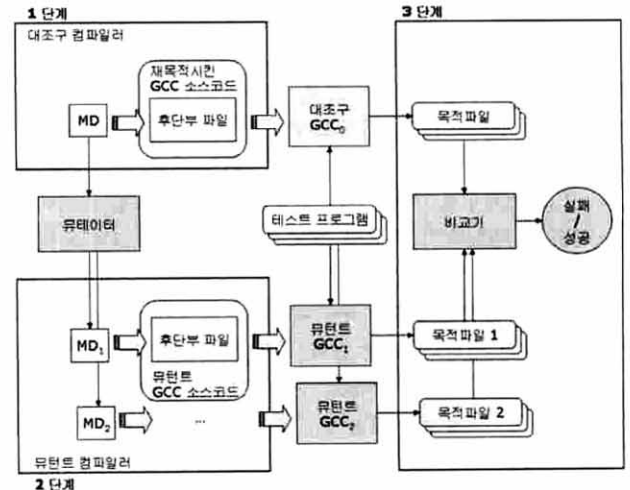 1 단계
대조구 컴파일러
MD
재목적시킨
GCC 소스코드
후단부 파일
대조구
GCC₀
3 단계
목적파일
뮤테이터
테스트 프로그램
비교기
실패
/
성공
MD₁
후단부 파일
뮤턴트
GCC 소스코드
뮤턴트
GCC₁
목적파일 1
MD₂
...
뮤턴트
GCC₂
목적파일 2
뮤턴트 컴파일러
2 단계